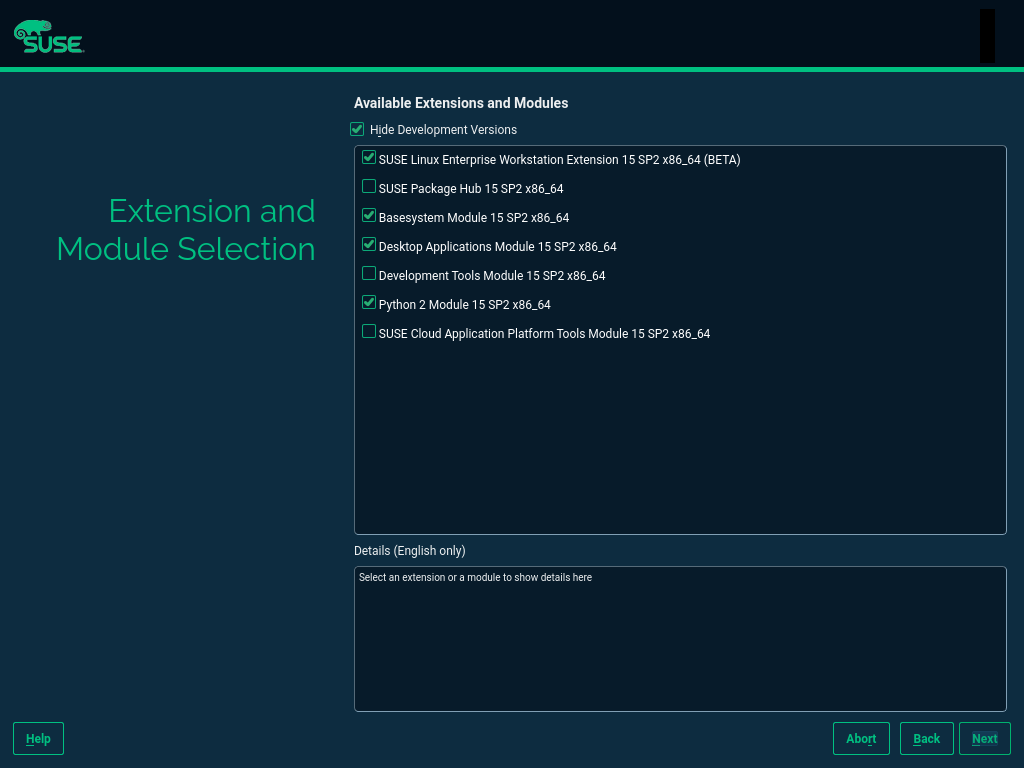 SUSE
Available Extensions and Modules
Hide Development Versions
SUSE Linux Enterprise Workstation Extension 15 SP2 x86_64 (BETA)
SUSE Package Hub 15 SP2 x86_64
Basesystem Module 15 SP2 x86_64
Desktop Applications Module 15 SP2 x86_64
Development Tools Module 15 SP2 x86_64
Python 2 Module 15 SP2 x86_64
SUSE Cloud Application Platform Tools Module 15 SP2 x86_64
Extension and
Module Selection
Details (English only)
Select an extension or a module to show details here
Help
Abort
Back
Next